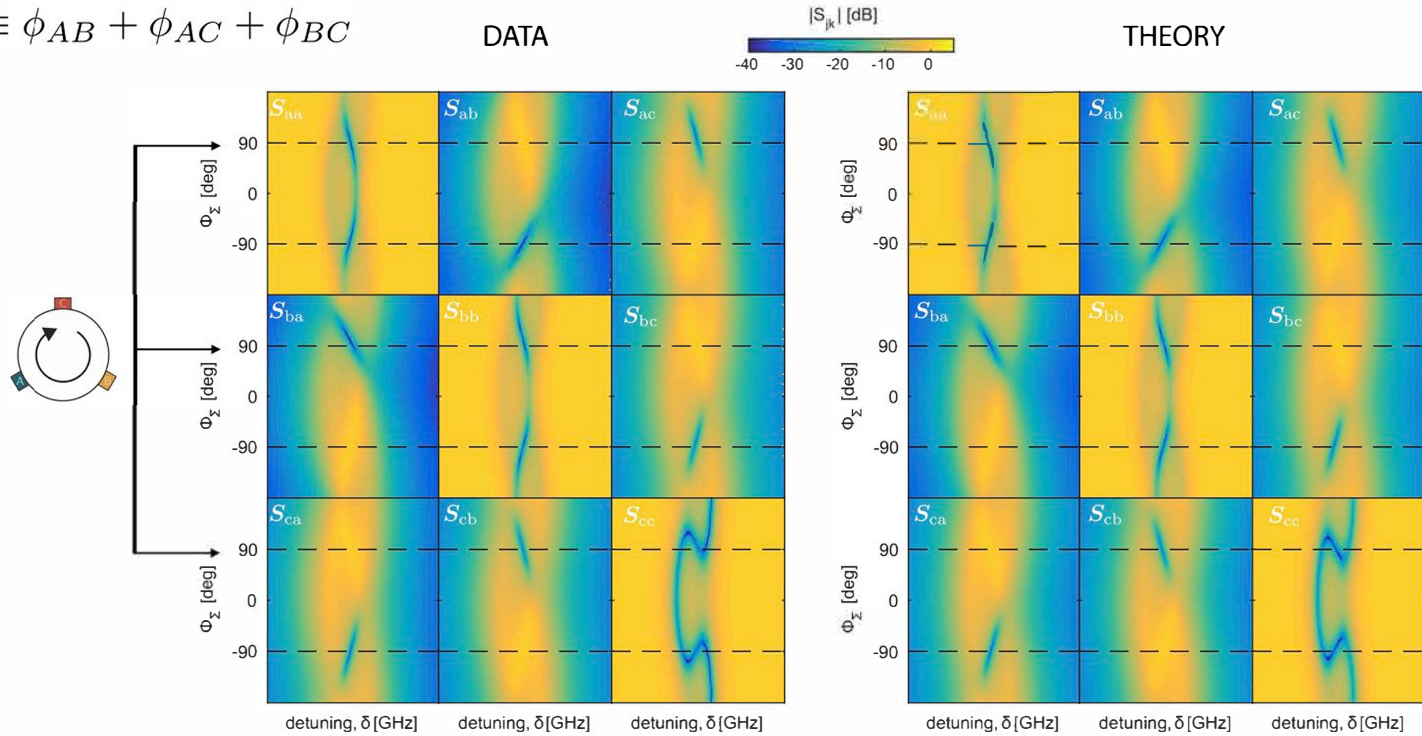 ≡ ϕ_AB + ϕ_AC + ϕ_BC
DATA
|S_jk| [dB]
-40 -30 -20 -10 0
THEORY
S_aa S_ab S_ac
90
0
-90
Φ_Σ [deg]
S_ba S_bb S_bc
90
0
-90
Φ_Σ [deg]
S_ca S_cb S_cc
90
0
-90
Φ_Σ [deg]
detuning, δ [GHz] detuning, δ [GHz] detuning, δ [GHz]
C
A
S_aa S_ab S_ac
90
0
-90
Φ_Σ [deg]
S_ba S_bb S_bc
90
0
-90
Φ_Σ [deg]
S_ca S_cb S_cc
90
0
-90
Φ_Σ [deg]
detuning, δ [GHz] detuning, δ [GHz] detuning, δ [GHz]